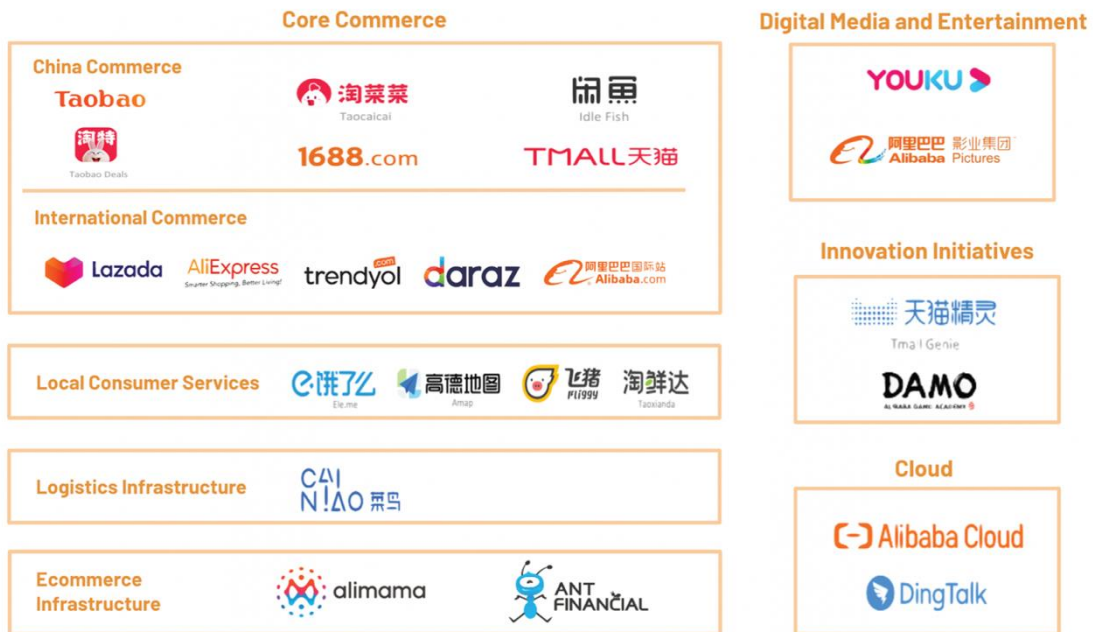 Core Commerce
China Commerce
Taobao
淘菜菜
Taocaicai
闲鱼
Idle Fish
淘特
Taobao Deals
1688.com
TMALL天猫
International Commerce
Lazada
AliExpress
Smarter Shopping, Better Living!
trendyol
.com
daraz
阿里巴巴国际站
Alibaba.com
Local Consumer Services
饿了么
Ele.me
高德地图
Amap
飞猪
Fliggy
淘鲜达
Taoxianda
Logistics Infrastructure
CAI
NIAO 菜鸟
Ecommerce
Infrastructure
alimama
ANT
FINANCIAL
Digital Media and Entertainment
YOUKU
阿里巴巴 影业集团
Alibaba Pictures
Innovation Initiatives
天猫精灵
Tmall Genie
DAMO
ALIBABA DAMO ACADEMY
Cloud
Alibaba Cloud
DingTalk